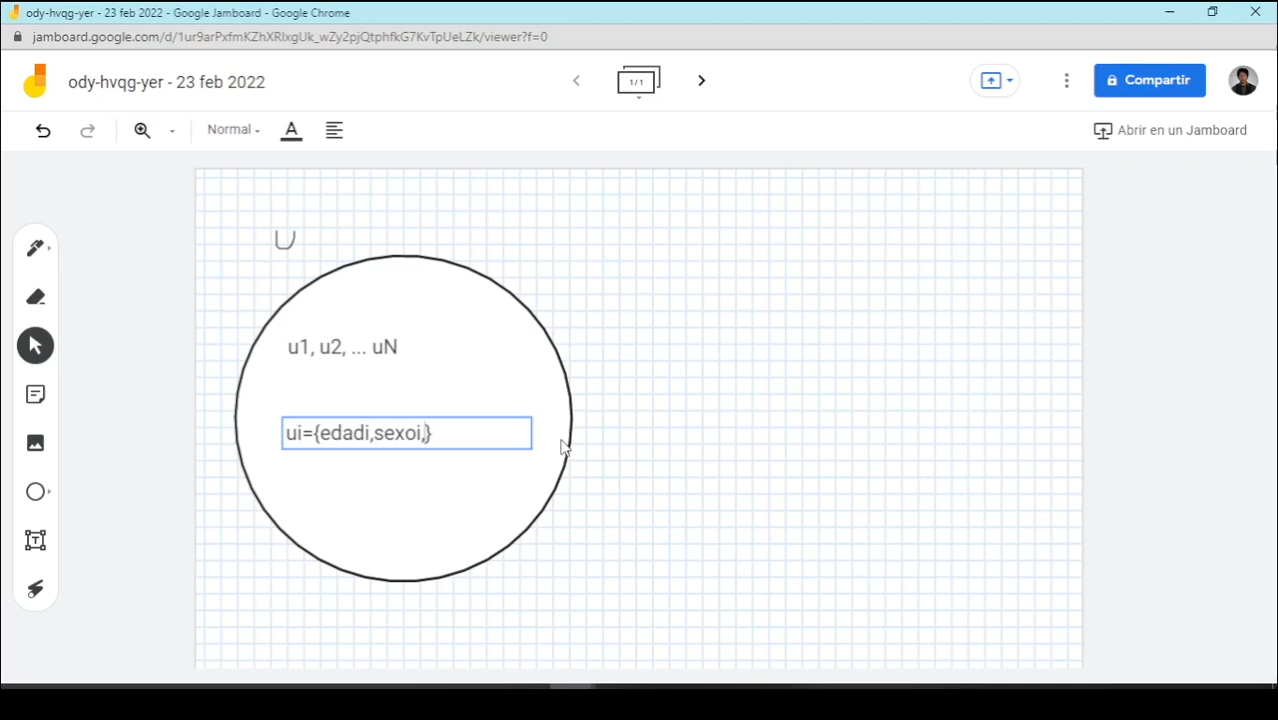 ody-hvqg-yer - 23 feb 2022 - Google Jamboard - Google Chrome
jamboard.google.com/d/1ur9arPxfmKZhXRlxgUk_wZy2pjQtphfkG7KvTpUeLZk/viewer?f=0
ody-hvqg-yer - 23 feb 2022
1/1
Compartir
Normal
A
Abrir en un Jamboard
U
u1, u2, ... uN
ui={edadi,sexoi,}